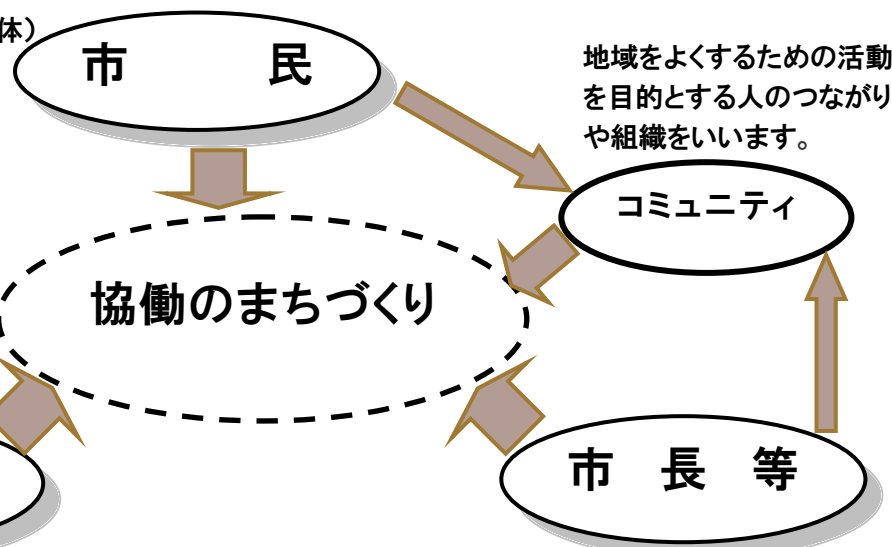 体)
市 民
地域をよくするための活動
を目的とする人のつながり
や組織をいいます。
コミュニティ
協働のまちづくり
市 長 等